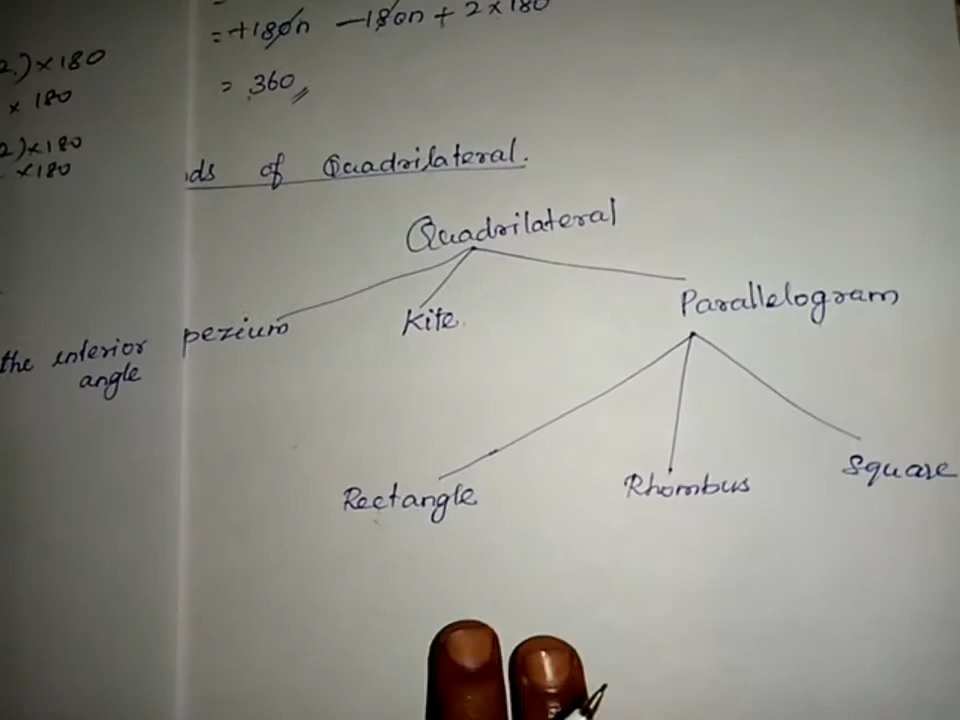 2.) × 180
× 180
2) × 180
× 180
the interior
angle
= +180n − 180n + 2 × 180
= 360
ds of Quadrilateral.
Quadrilateral
pezium
Kite.
Parallelogram
Rectangle
Rhombus
Square